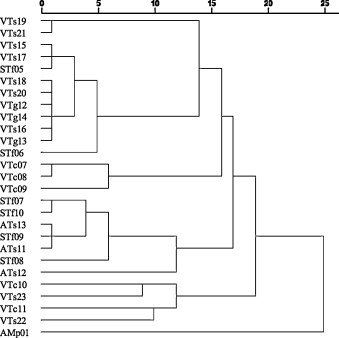 0 5 10 15 20 25
VTs19
VTs21
VTs15
VTs17
STf05
VTs18
VTs20
VTg12
VTg14
VTs16
VTg13
STf06
VTc07
VTc08
VTc09
STf07
STf10
ATs13
STf09
ATs11
STf08
ATs12
VTc10
VTs23
VTc11
VTs22
AMp01